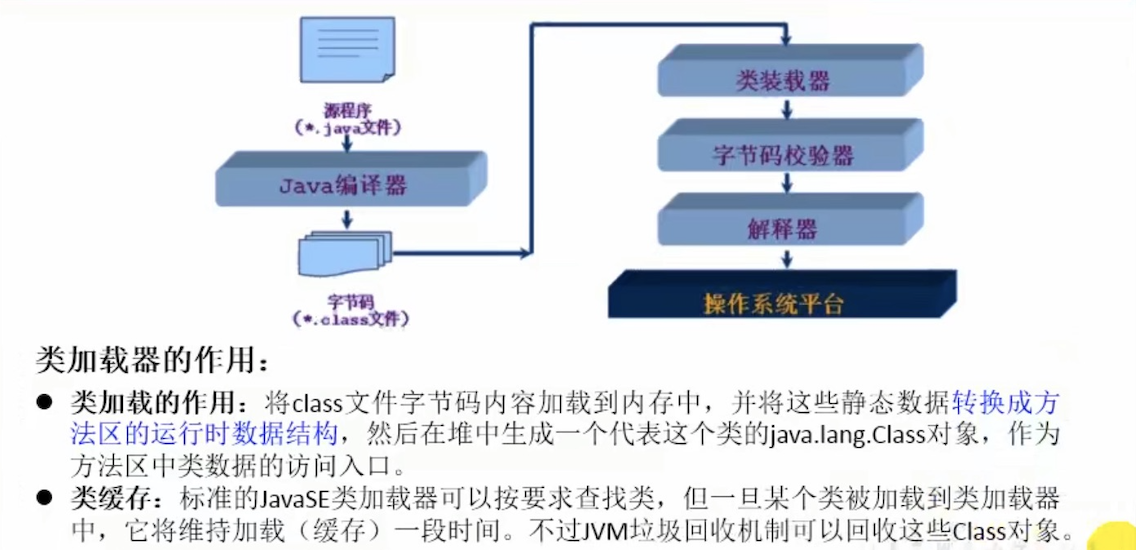 源程序
(*.java文件)
Java编译器
字节码
(*.class文件)
类装载器
字节码校验器
解释器
操作系统平台
类加载器的作用：
● 类加载的作用：将class文件字节码内容加载到内存中，并将这些静态数据转换成方
法区的运行时数据结构，然后在堆中生成一个代表这个类的java.lang.Class对象，作为
方法区中类数据的访问入口。
● 类缓存：标准的JavaSE类加载器可以按要求查找类，但一旦某个类被加载到类加载器
中，它将维持加载（缓存）一段时间。不过JVM垃圾回收机制可以回收这些Class对象。